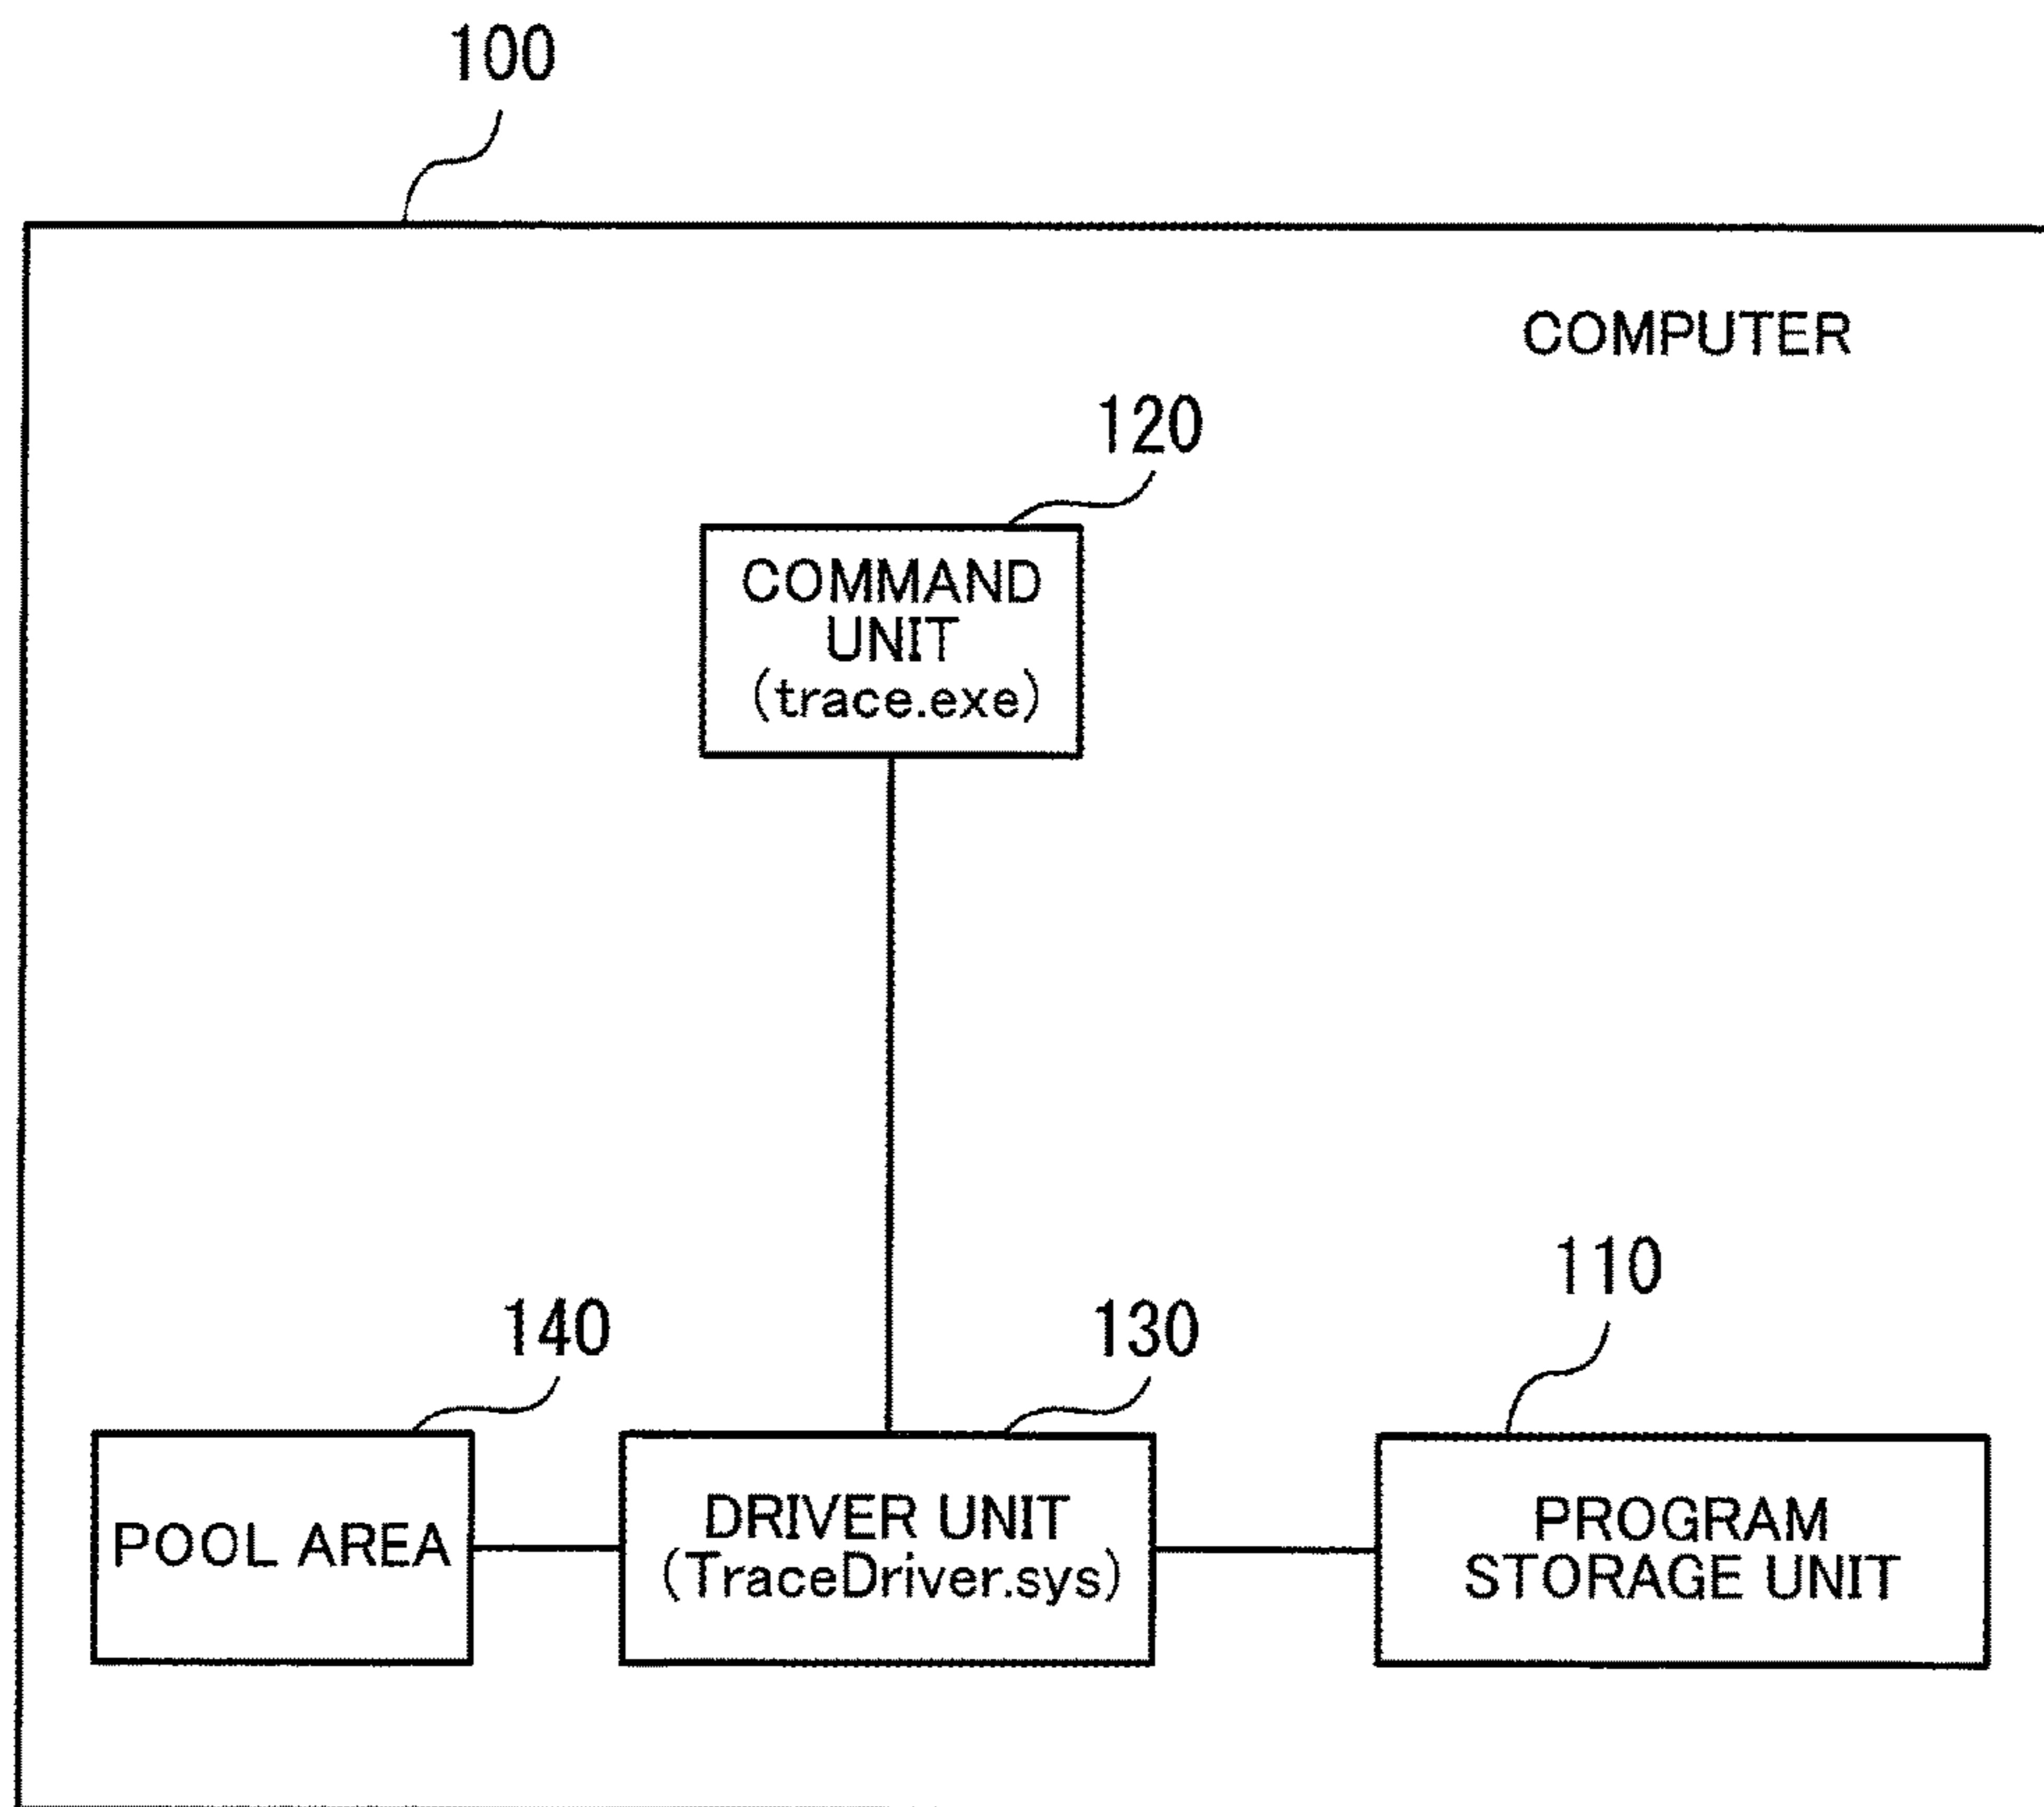 100
COMPUTER
120
COMMAND
UNIT
(trace.exe)
140
130
110
POOL AREA
DRIVER UNIT
(TraceDriver.sys)
PROGRAM
STORAGE UNIT